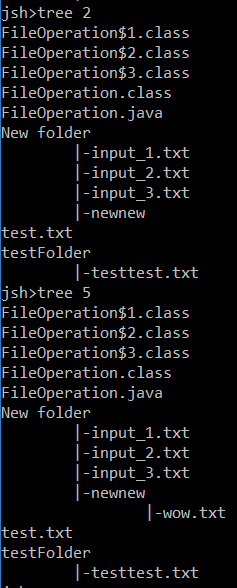 jsh>tree 2
FileOperation$1.class
FileOperation$2.class
FileOperation$3.class
FileOperation.class
FileOperation.java
New folder
        |-input_1.txt
        |-input_2.txt
        |-input_3.txt
        |-newnew
test.txt
testFolder
        |-testtest.txt
jsh>tree 5
FileOperation$1.class
FileOperation$2.class
FileOperation$3.class
FileOperation.class
FileOperation.java
New folder
        |-input_1.txt
        |-input_2.txt
        |-input_3.txt
        |-newnew
                |-wow.txt
test.txt
testFolder
        |-testtest.txt